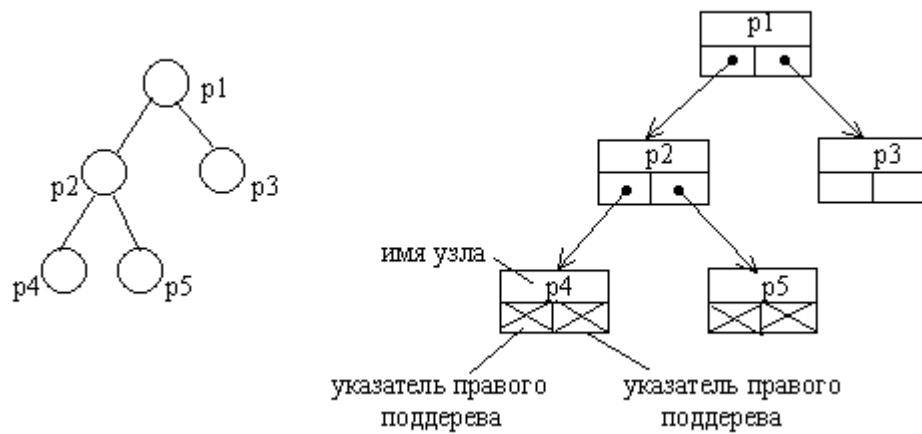 p1
p2
p3
p4
p5
p1
p2
p3
имя узла
p4
p5
указатель правого
поддерева
указатель правого
поддерева